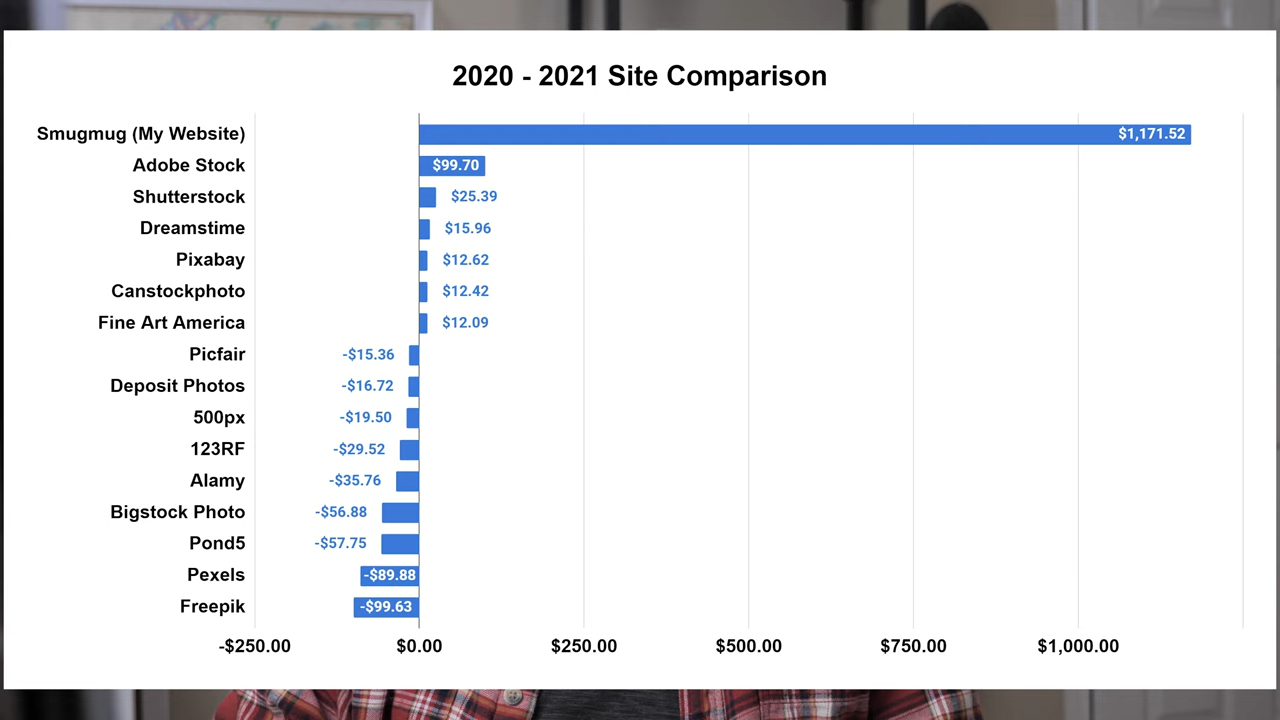 2020 - 2021 Site Comparison
Smugmug (My Website) $1,171.52
Adobe Stock $99.70
Shutterstock $25.39
Dreamstime $15.96
Pixabay $12.62
Canstockphoto $12.42
Fine Art America $12.09
Picfair -$15.36
Deposit Photos -$16.72
500px -$19.50
123RF -$29.52
Alamy -$35.76
Bigstock Photo -$56.88
Pond5 -$57.75
Pexels -$89.88
Freepik -$99.63
-$250.00 $0.00 $250.00 $500.00 $750.00 $1,000.00